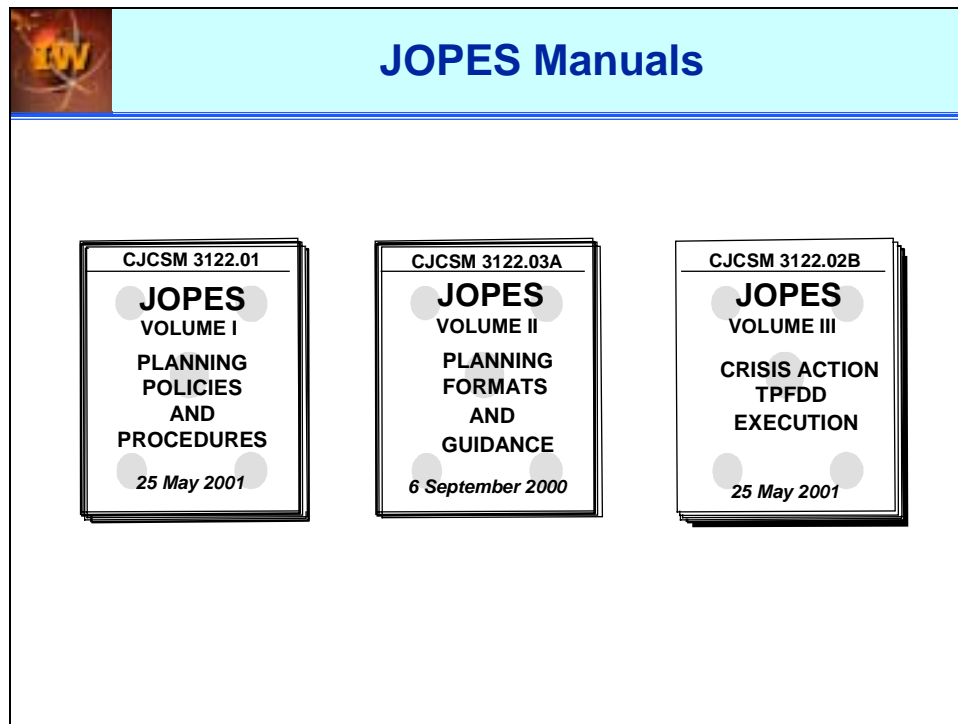 IW
JOPES Manuals
CJCSM 3122.01
JOPES
VOLUME I
PLANNING
POLICIES
AND
PROCEDURES
25 May 2001
CJCSM 3122.03A
JOPES
VOLUME II
PLANNING
FORMATS
AND
GUIDANCE
6 September 2000
CJCSM 3122.02B
JOPES
VOLUME III
CRISIS ACTION
TPFDD
EXECUTION
25 May 2001